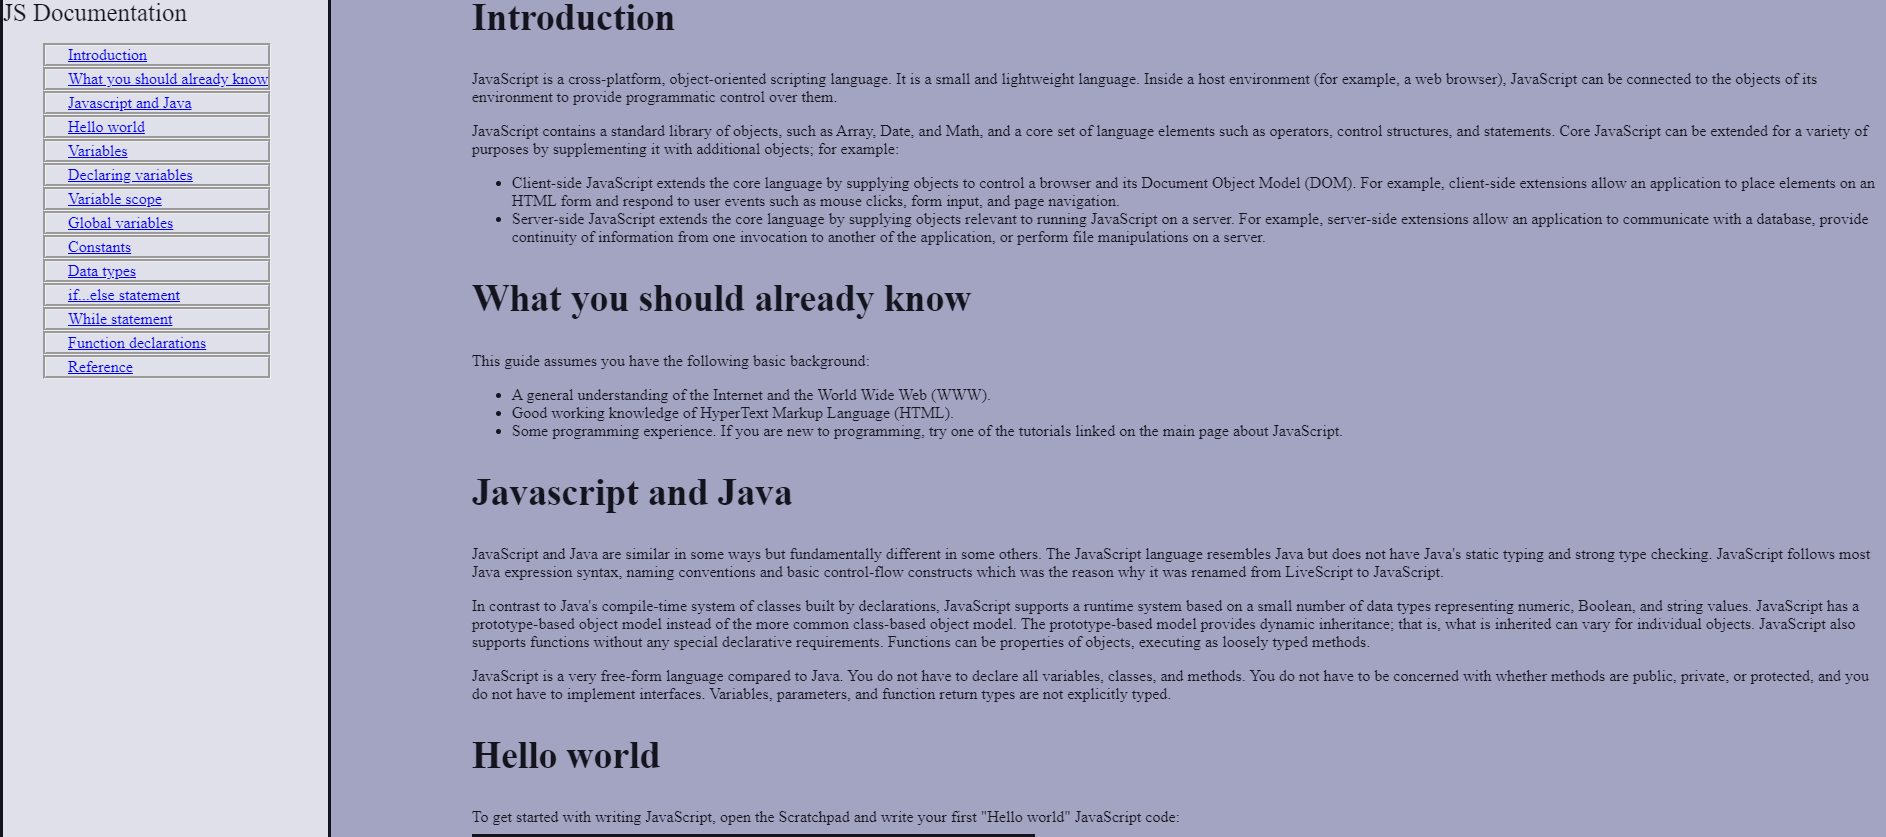 JS Documentation
Introduction
What you should already know
Javascript and Java
Hello world
Variables
Declaring variables
Variable scope
Global variables
Constants
Data types
if...else statement
While statement
Function declarations
Reference
Introduction
JavaScript is a cross-platform, object-oriented scripting language. It is a small and lightweight language. Inside a host environment (for example, a web browser), JavaScript can be connected to the objects of its
environment to provide programmatic control over them.
JavaScript contains a standard library of objects, such as Array, Date, and Math, and a core set of language elements such as operators, control structures, and statements. Core JavaScript can be extended for a variety of
purposes by supplementing it with additional objects; for example:
• Client-side JavaScript extends the core language by supplying objects to control a browser and its Document Object Model (DOM). For example, client-side extensions allow an application to place elements on an
HTML form and respond to user events such as mouse clicks, form input, and page navigation.
• Server-side JavaScript extends the core language by supplying objects relevant to running JavaScript on a server. For example, server-side extensions allow an application to communicate with a database, provide
continuity of information from one invocation to another of the application, or perform file manipulations on a server.
What you should already know
This guide assumes you have the following basic background:
• A general understanding of the Internet and the World Wide Web (WWW).
• Good working knowledge of HyperText Markup Language (HTML).
• Some programming experience. If you are new to programming, try one of the tutorials linked on the main page about JavaScript.
Javascript and Java
JavaScript and Java are similar in some ways but fundamentally different in some others. The JavaScript language resembles Java but does not have Java's static typing and strong type checking. JavaScript follows most
Java expression syntax, naming conventions and basic control-flow constructs which was the reason why it was renamed from LiveScript to JavaScript.
In contrast to Java's compile-time system of classes built by declarations, JavaScript supports a runtime system based on a small number of data types representing numeric, Boolean, and string values. JavaScript has a
prototype-based object model instead of the more common class-based object model. The prototype-based model provides dynamic inheritance; that is, what is inherited can vary for individual objects. JavaScript also
supports functions without any special declarative requirements. Functions can be properties of objects, executing as loosely typed methods.
JavaScript is a very free-form language compared to Java. You do not have to declare all variables, classes, and methods. You do not have to be concerned with whether methods are public, private, or protected, and you
do not have to implement interfaces. Variables, parameters, and function return types are not explicitly typed.
Hello world
To get started with writing JavaScript, open the Scratchpad and write your first "Hello world" JavaScript code: